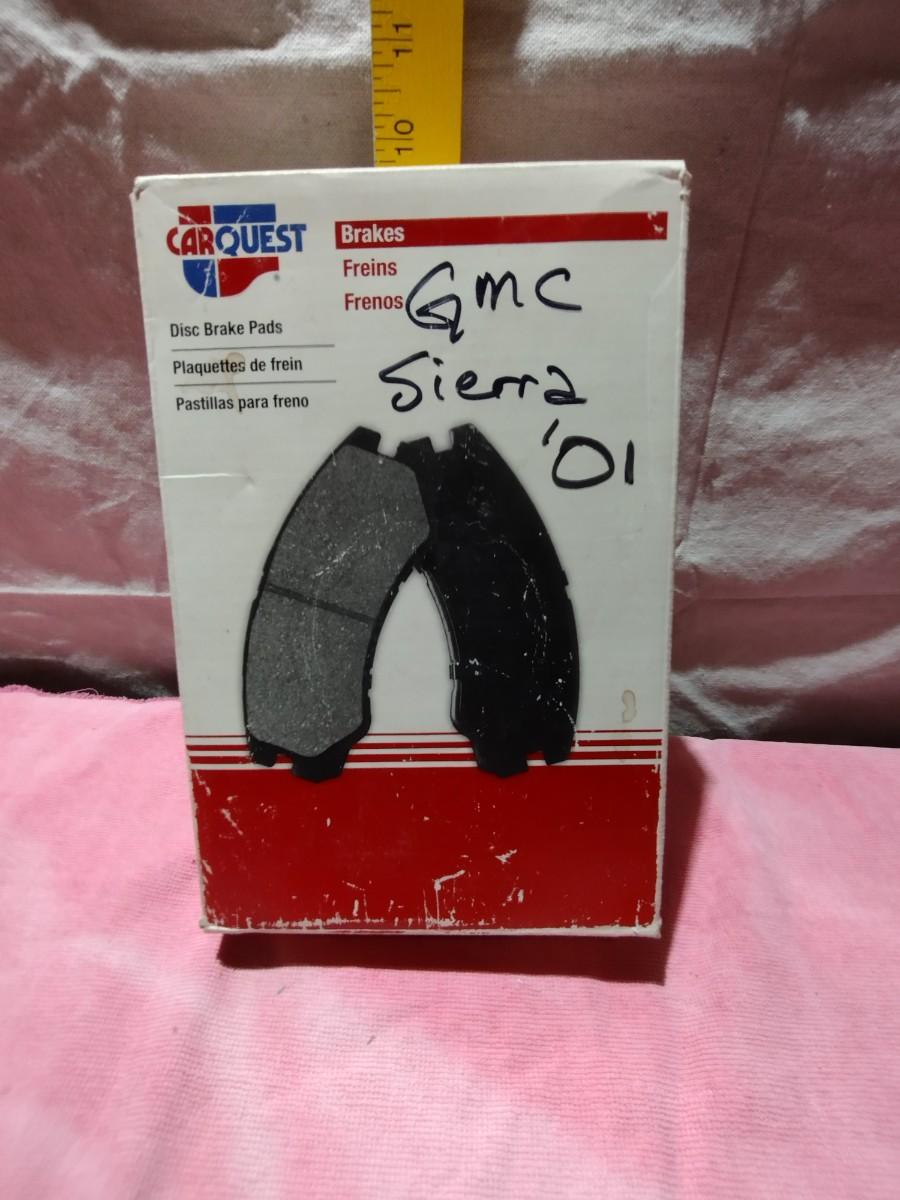 11
10
CARQUEST
Brakes
Freins
Frenos
GMC
Sierra
'01
Disc Brake Pads
Plaquettes de frein
Pastillas para freno